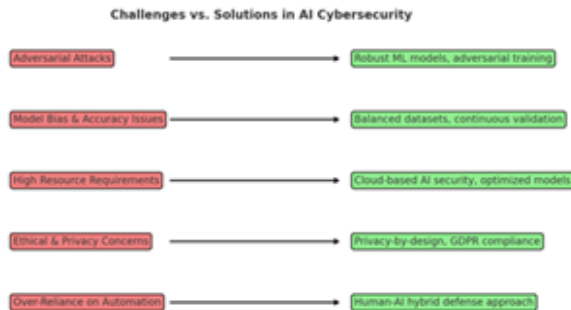 Challenges vs. Solutions in AI Cybersecurity
Adversarial Attacks Robust ML models, adversarial training
Model Bias & Accuracy Issues Balanced datasets, continuous validation
High Resource Requirements Cloud-based AI security, optimized models
Ethical & Privacy Concerns Privacy-by-design, GDPR compliance
Over-Reliance on Automation Human-AI hybrid defense approach